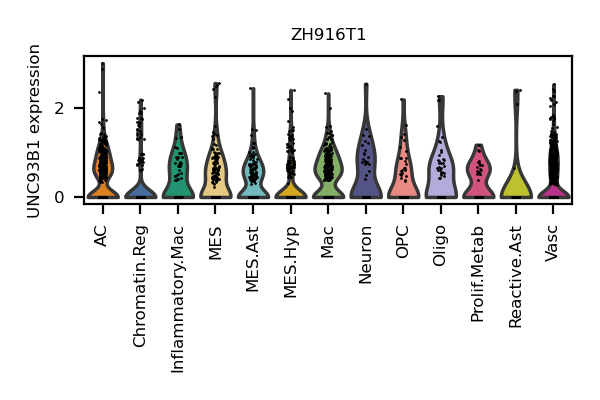 ZH916T1
UNC93B1 expression
2
0
AC
Chromatin.Reg
Inflammatory.Mac
MES
MES.Ast
MES.Hyp
Mac
Neuron
OPC
Oligo
Prolif.Metab
Reactive.Ast
Vasc